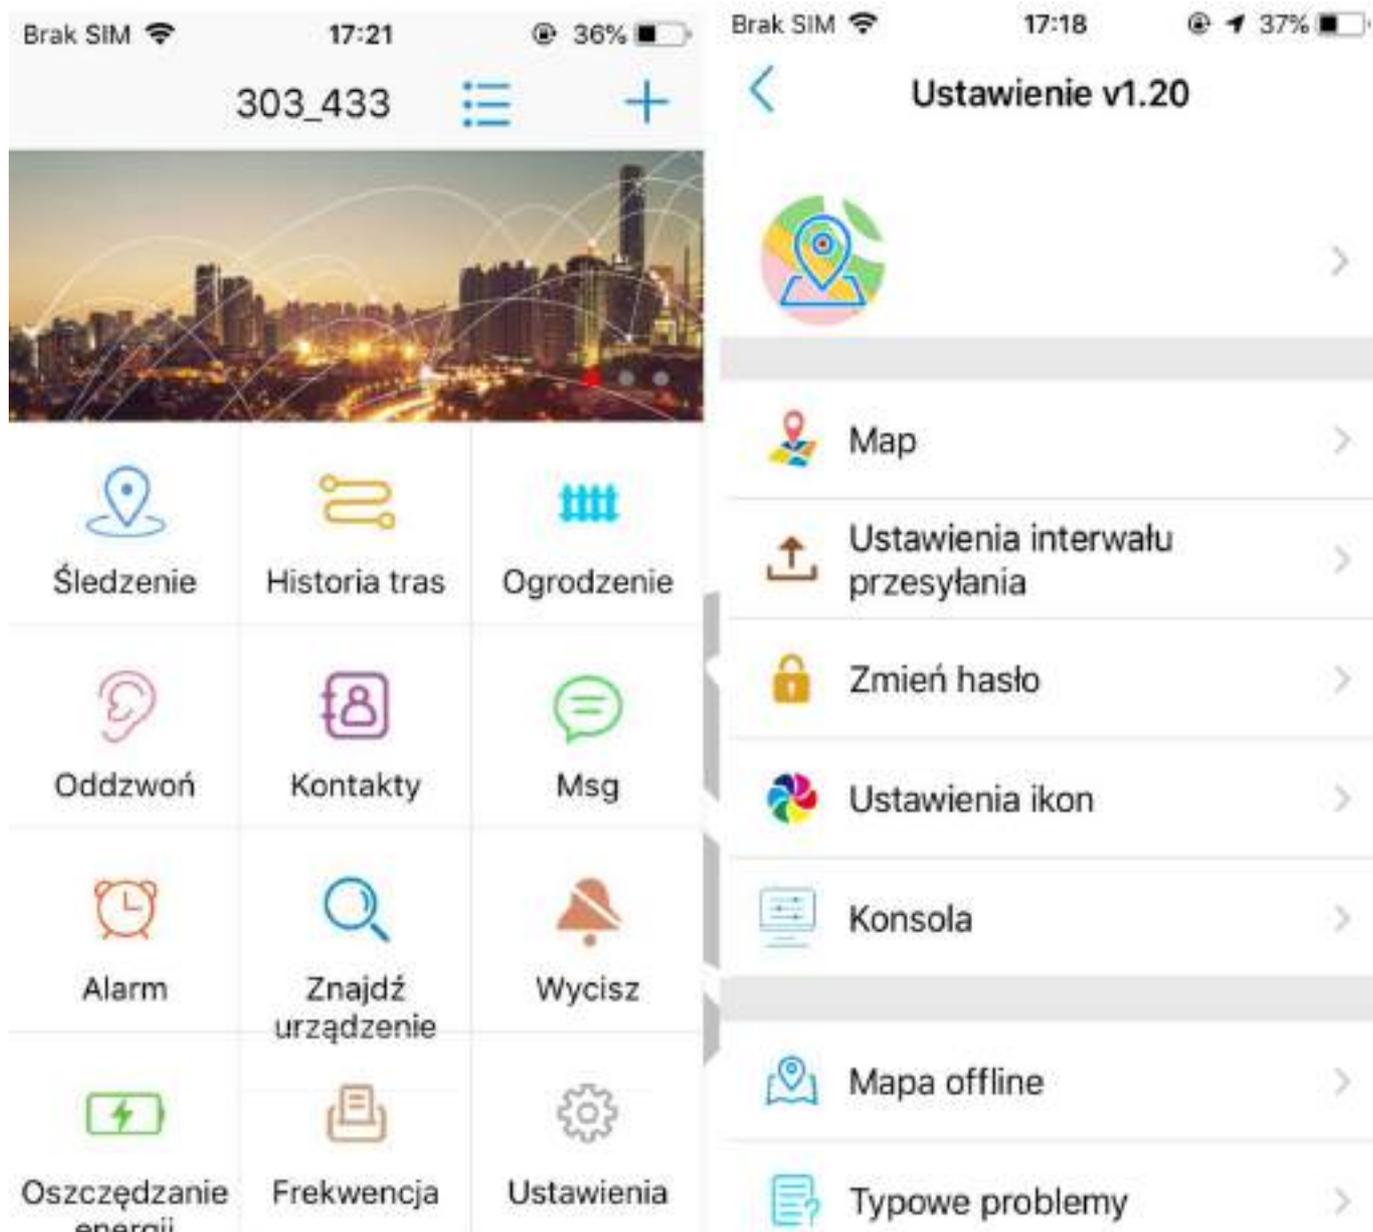 Brak SIM 17:21 36%
303_433
Śledzenie Historia tras Ogrodzenie
Oddzwoń Kontakty Msg
Alarm Znajdź Wycisz
urządzenie
Oszczędzanie Frekwencja Ustawienia
energii
Brak SIM 17:18 37%
Ustawienie v1.20
Map
Ustawienia interwału
przesyłania
Zmień hasło
Ustawienia ikon
Konsola
Mapa offline
Typowe problemy